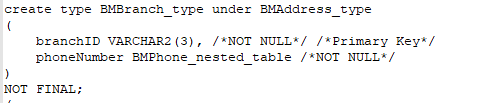 create type BMBranch_type under BMAddress_type
(
    branchID VARCHAR2(3), /*NOT NULL*/ /*Primary Key*/
    phoneNumber BMPhone_nested_table /*NOT NULL*/
)
NOT FINAL;